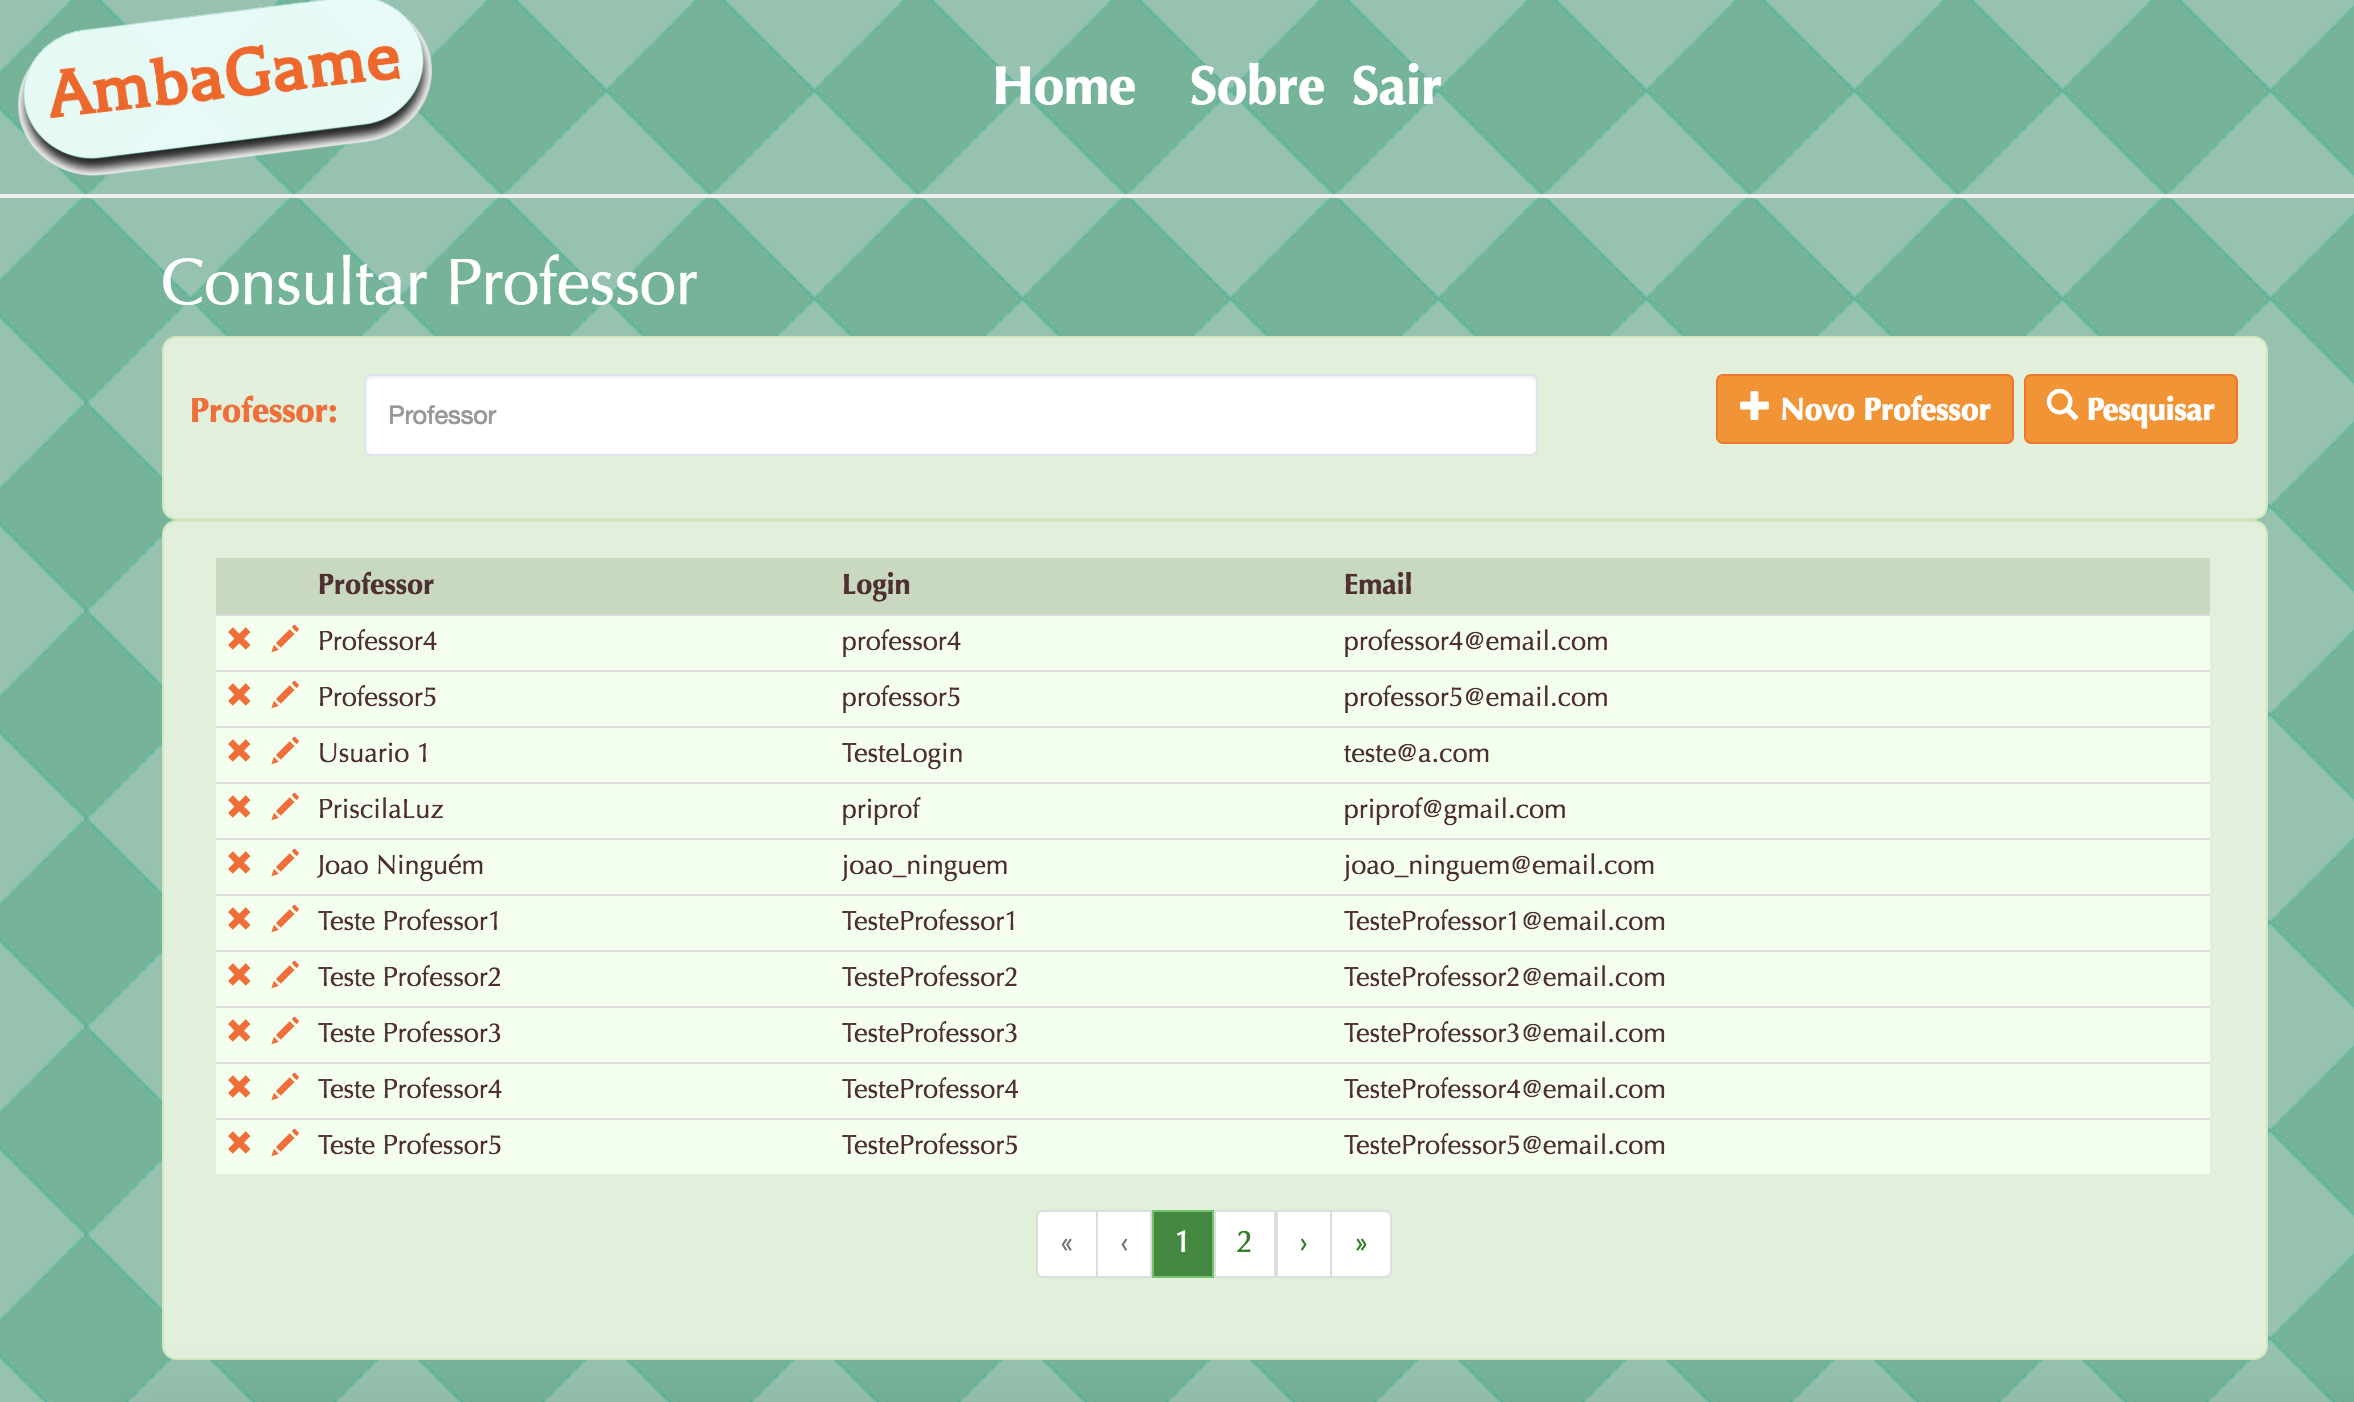 AmbaGame
Home Sobre Sair
Consultar Professor
Professor: Professor Novo Professor Pesquisar
Professor Login Email
Professor4 professor4 professor4@email.com
Professor5 professor5 professor5@email.com
Usuario 1 TesteLogin teste@a.com
PriscilaLuz priprof priprof@gmail.com
Joao Ninguém joao_ninguem joao_ninguem@email.com
Teste Professor1 TesteProfessor1 TesteProfessor1@email.com
Teste Professor2 TesteProfessor2 TesteProfessor2@email.com
Teste Professor3 TesteProfessor3 TesteProfessor3@email.com
Teste Professor4 TesteProfessor4 TesteProfessor4@email.com
Teste Professor5 TesteProfessor5 TesteProfessor5@email.com
« ‹ 1 2 › »